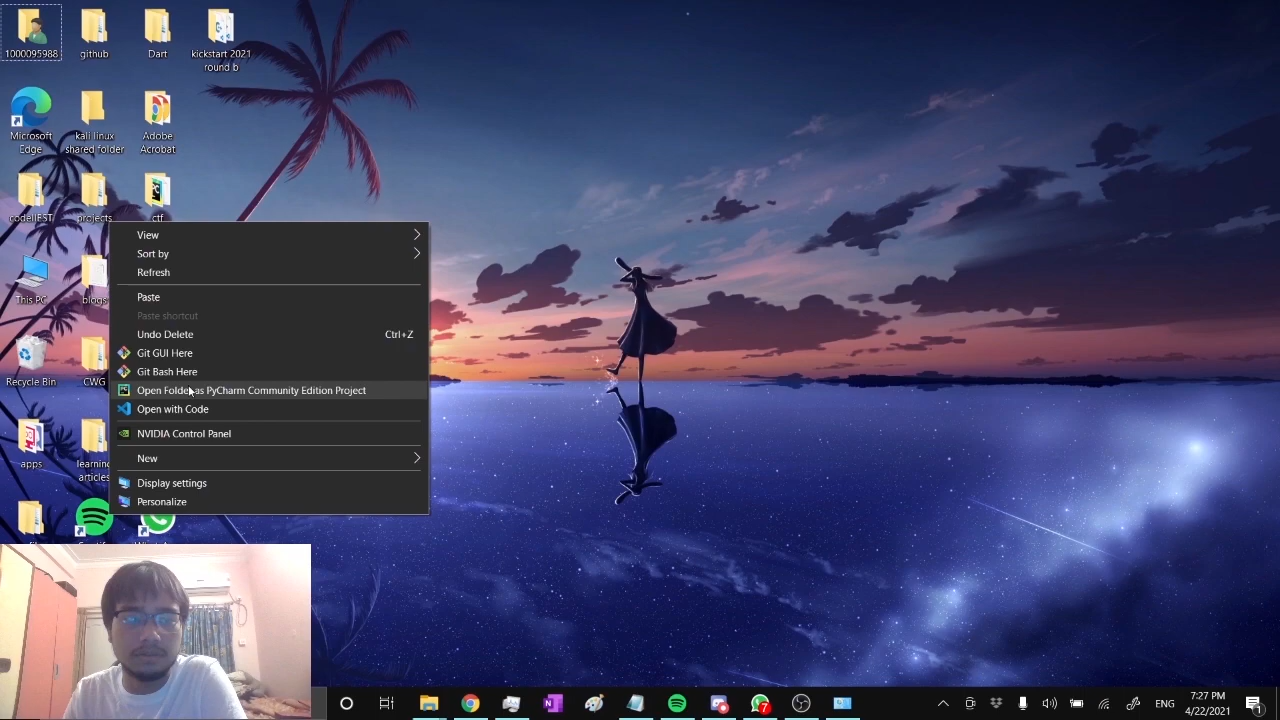 1000095988
github
Dart
kickstart 2021
round b
Microsoft
Edge
kali linux
shared folder
Adobe
Acrobat
codeIIEST
projects
ctf
This PC
blogs
Recycle Bin
CWG
apps
learning
articles
View
Sort by
Refresh
Paste
Paste shortcut
Undo Delete Ctrl+Z
Git GUI Here
Git Bash Here
Open Folder as PyCharm Community Edition Project
Open with Code
NVIDIA Control Panel
New
Display settings
Personalize
7
ENG
7:27 PM
4/22/2021
1